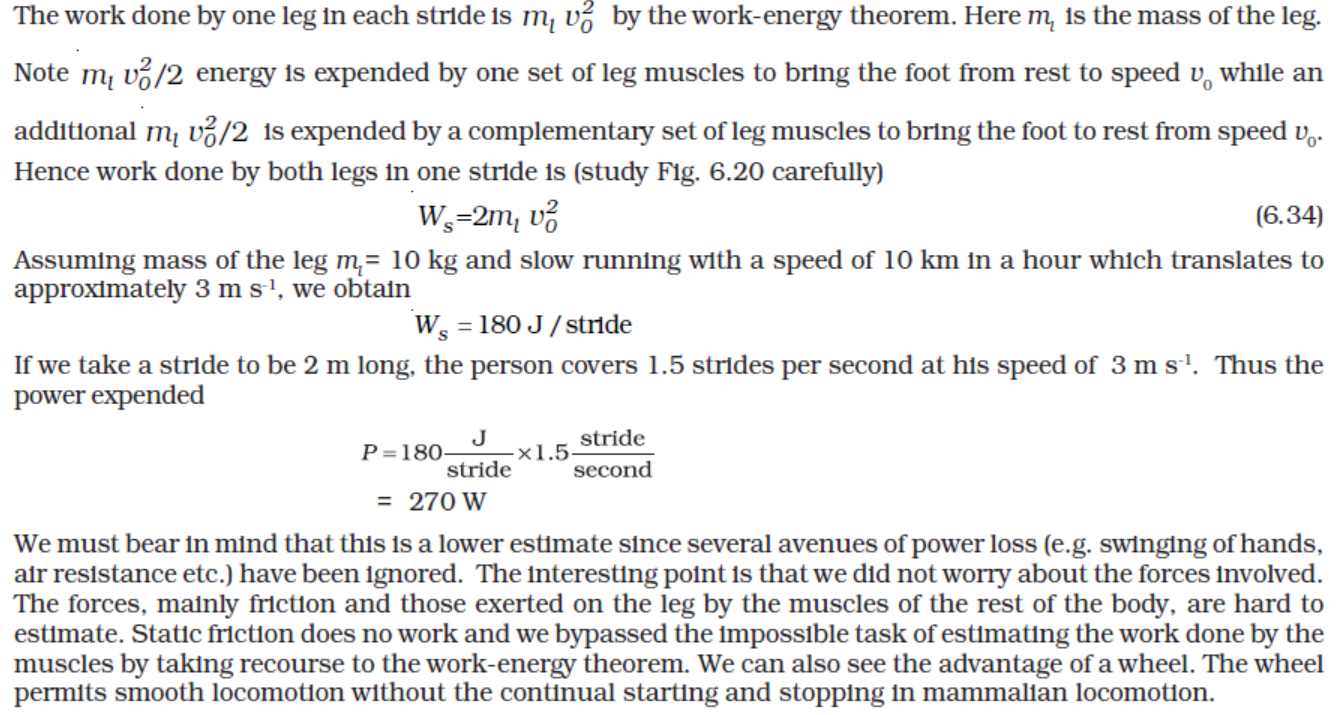 The work done by one leg in each stride is $m_l \, v_0^2$ by the work-energy theorem. Here $m_l$ is the mass of the leg.
Note $m_l \, v_0^2/2$ energy is expended by one set of leg muscles to bring the foot from rest to speed $v_0$ while an
additional $m_l \, v_0^2/2$ is expended by a complementary set of leg muscles to bring the foot to rest from speed $v_0$.
Hence work done by both legs in one stride is (study Fig. 6.20 carefully)
$W_s = 2m_l \, v_0^2$ (6.34)
Assuming mass of the leg $m_l$ = 10 kg and slow running with a speed of 10 km in a hour which translates to
approximately 3 m s$^{-1}$, we obtain
$W_s$ = 180 J / stride
If we take a stride to be 2 m long, the person covers 1.5 strides per second at his speed of 3 m s$^{-1}$. Thus the
power expended
$P = 180 \frac{J}{stride} \times 1.5 \frac{stride}{second}$
= 270 W
We must bear in mind that this is a lower estimate since several avenues of power loss (e.g. swinging of hands,
air resistance etc.) have been ignored. The interesting point is that we did not worry about the forces involved.
The forces, mainly friction and those exerted on the leg by the muscles of the rest of the body, are hard to
estimate. Static friction does no work and we bypassed the impossible task of estimating the work done by the
muscles by taking recourse to the work-energy theorem. We can also see the advantage of a wheel. The wheel
permits smooth locomotion without the continual starting and stopping in mammalian locomotion.